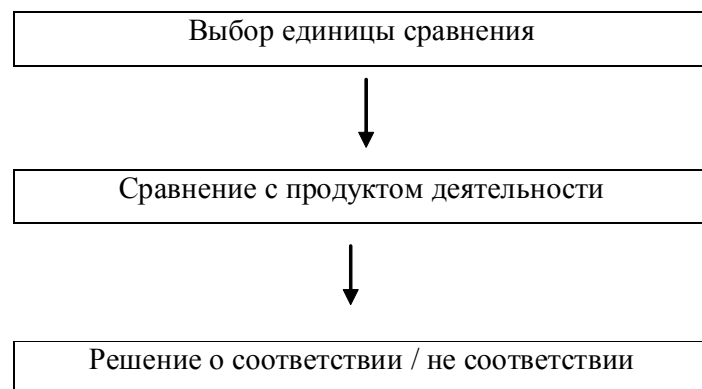 Выбор единицы сравнения
Сравнение с продуктом деятельности
Решение о соответствии / не соответствии